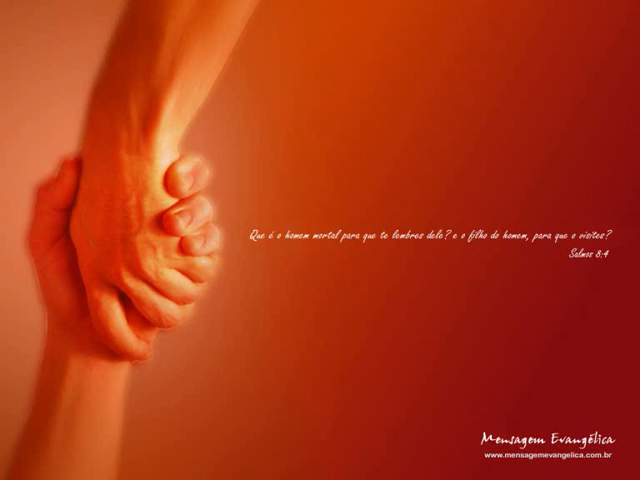 Que é o homem mortal para que te lembres dele? e o filho do homem, para que o visites?
Salmos 8:4
Mensagem Evangélica
www.mensagemevangelica.com.br